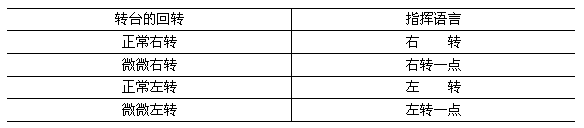 转台的回转 指挥语言
正常右转 右 转
微微右转 右转一点
正常左转 左 转
微微左转 左转一点